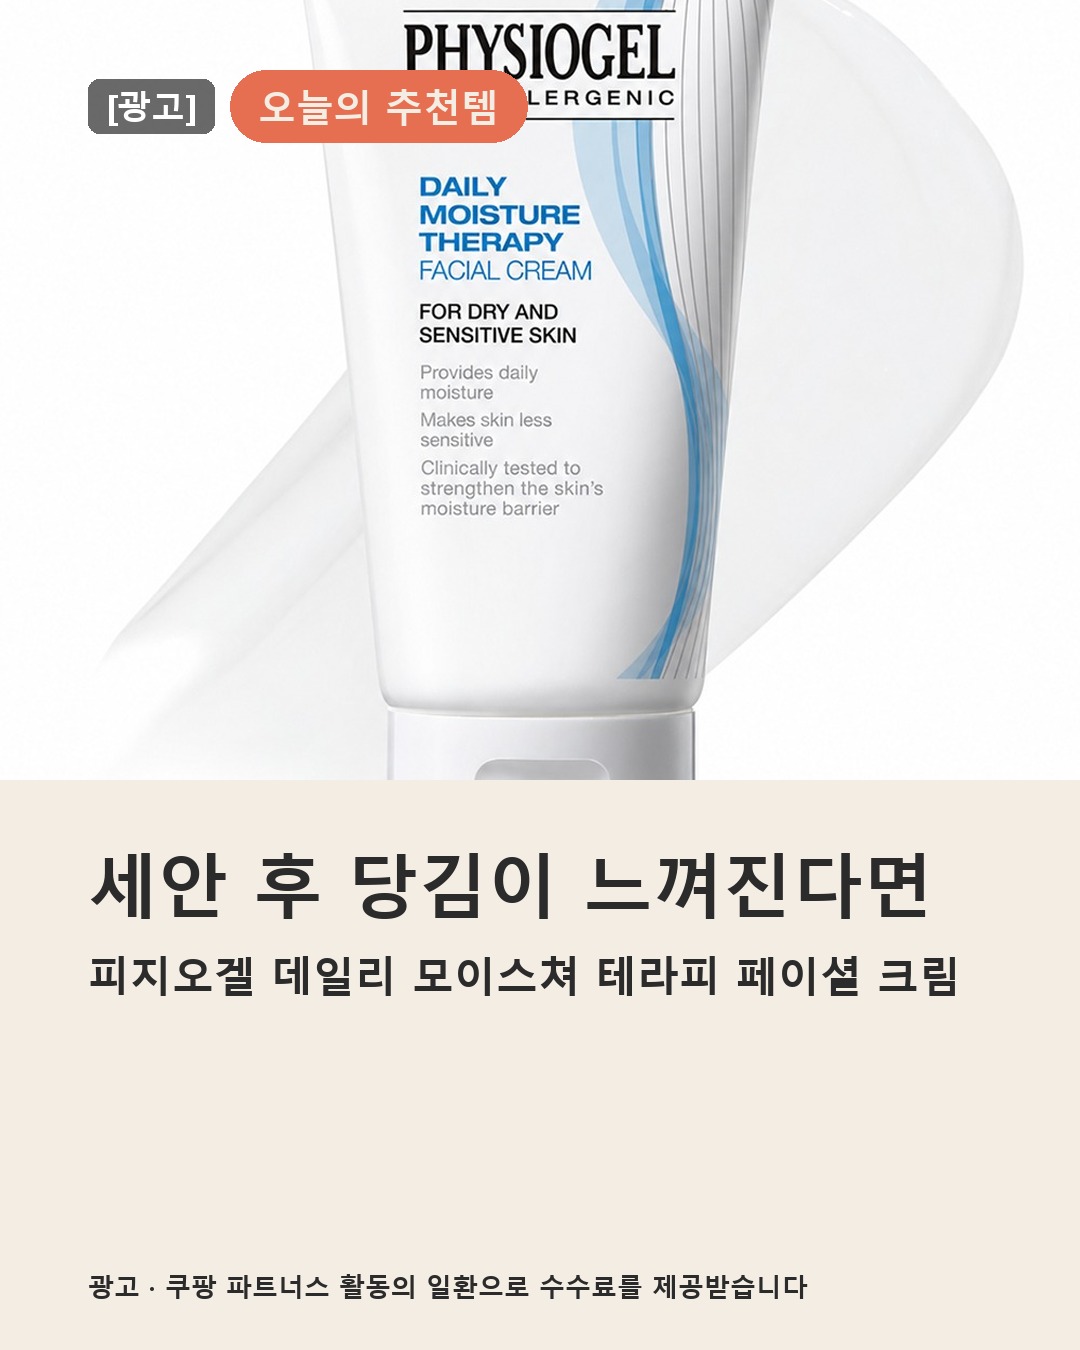 PHYSIOGEL
LERGENIC
[광고] 오늘의 추천템
DAILY
MOISTURE
THERAPY
FACIAL CREAM
FOR DRY AND
SENSITIVE SKIN
Provides daily
moisture
Makes skin less
sensitive
Clinically tested to
strengthen the skin's
moisture barrier
세안 후 당김이 느껴진다면
피지오겔 데일리 모이스쳐 테라피 페이셜 크림
광고 · 쿠팡 파트너스 활동의 일환으로 수수료를 제공받습니다